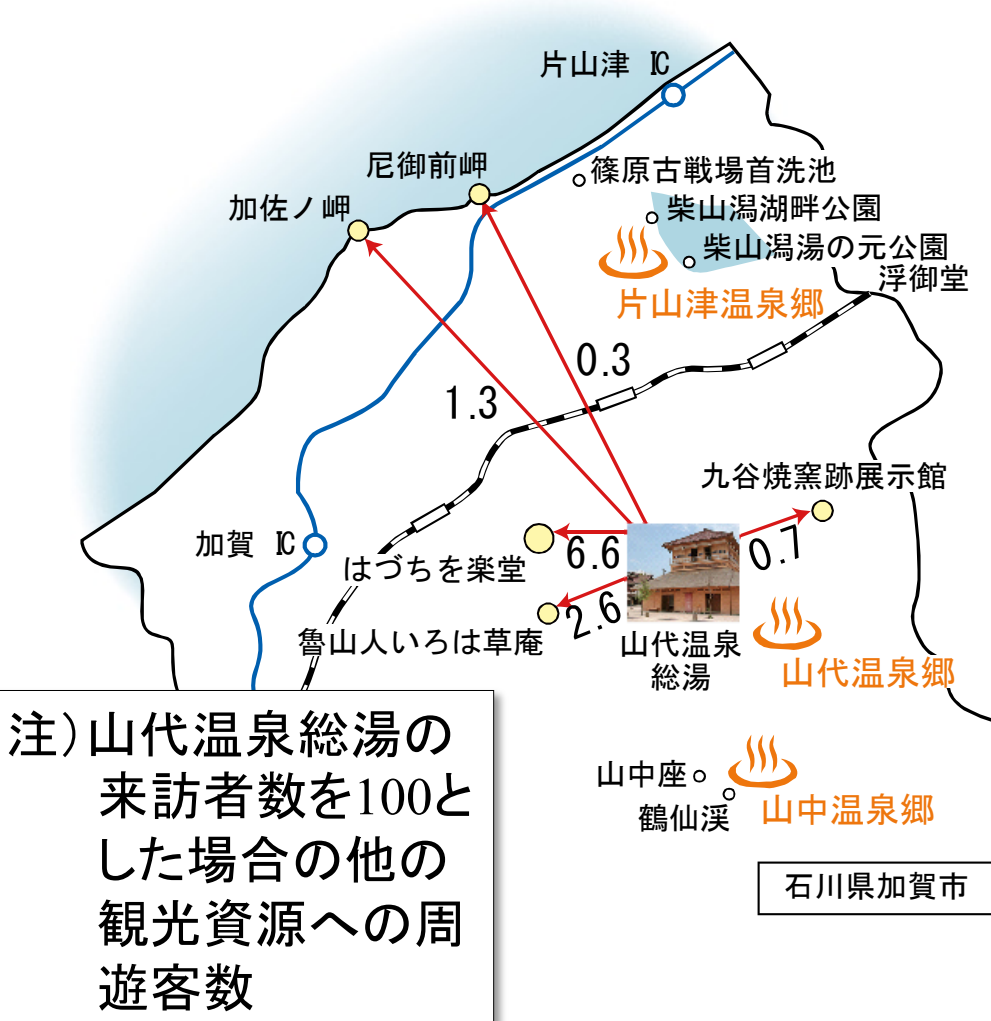 片山津 IC
尼御前岬
篠原古戦場首洗池
加佐ノ岬
柴山潟湖畔公園
柴山潟湯の元公園
浮御堂
片山津温泉郷
0.3
1.3
九谷焼窯跡展示館
加賀 IC
はづちを楽堂
6.6
0.7
魯山人いろは草庵
2.6
山代温泉
総湯
山代温泉郷
注)山代温泉総湯の
来訪者数を100と
した場合の他の
観光資源への周
遊客数
山中座
鶴仙渓
山中温泉郷
石川県加賀市